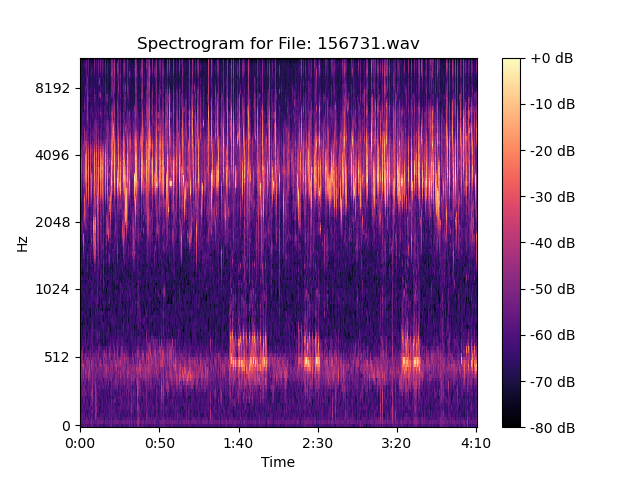 Spectrogram for File: 156731.wav
+0 dB
8192
-10 dB
4096
-20 dB
-30 dB
2048
-40 dB
Hz
1024
-50 dB
-60 dB
512
-70 dB
0
-80 dB
0:00 0:50 1:40 2:30 3:20 4:10
Time